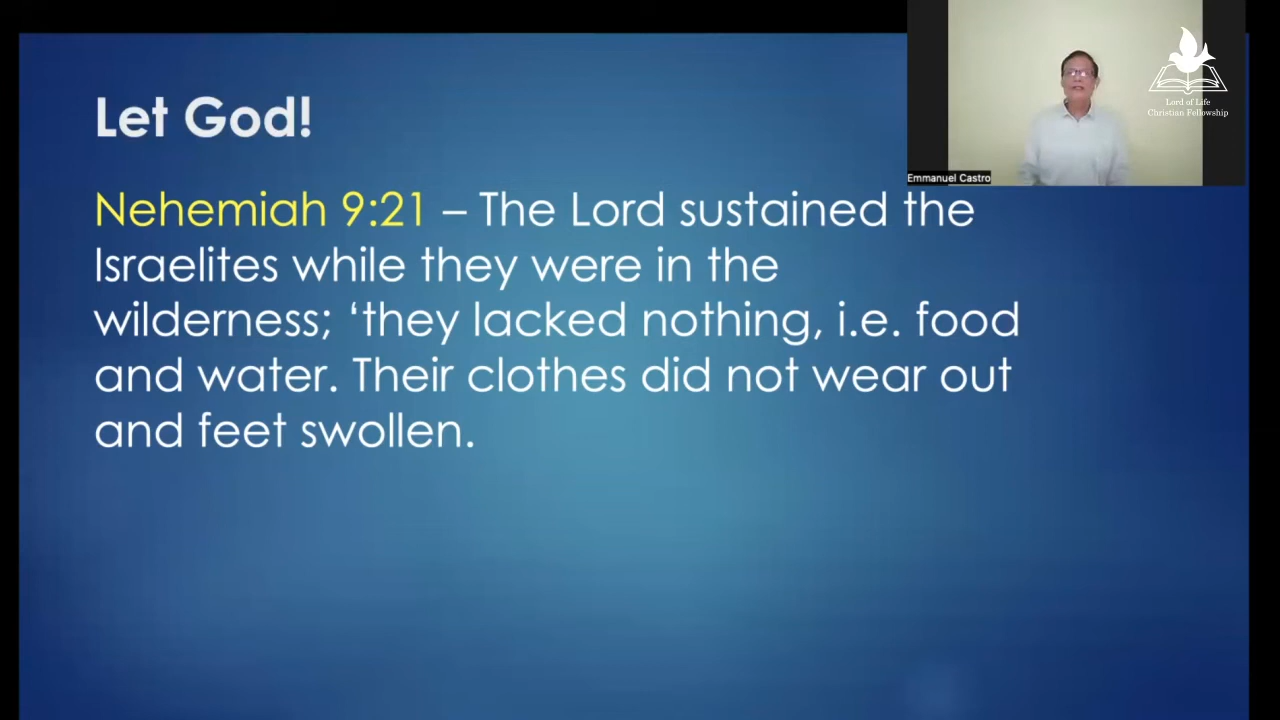 Let God!
Nehemiah 9:21 – The Lord sustained the
Israelites while they were in the
wilderness; ‘they lacked nothing, i.e. food
and water. Their clothes did not wear out
and feet swollen.
Emmanuel Castro
Lord of Life
Christian Fellowship